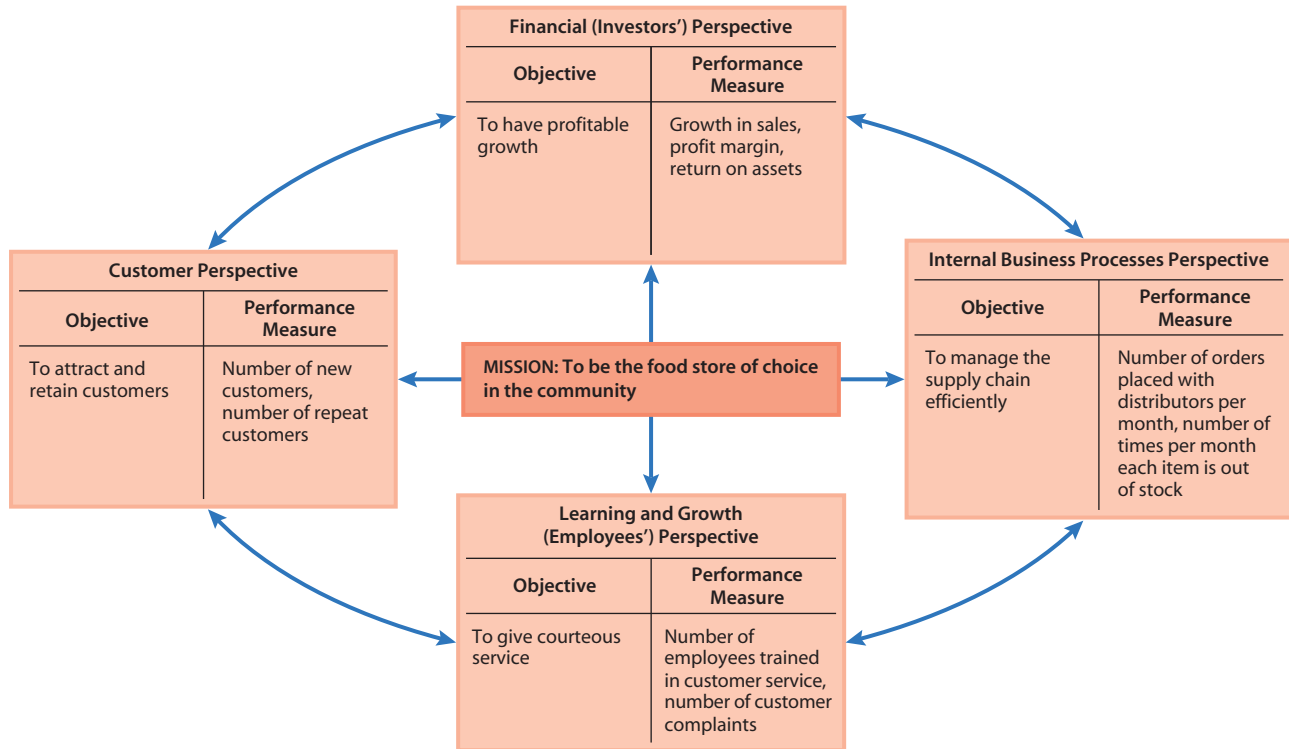 Financial (Investors’) Perspective
Objective
Performance
Measure
To have profitable
growth
Growth in sales,
profit margin,
return on assets
Customer Perspective
Objective
Performance
Measure
To attract and
retain customers
Number of new
customers,
number of repeat
customers
MISSION: To be the food store of choice
in the community
Internal Business Processes Perspective
Objective
Performance
Measure
To manage the
supply chain
efficiently
Number of orders
placed with
distributors per
month, number of
times per month
each item is out
of stock
Learning and Growth
(Employees’) Perspective
Objective
Performance
Measure
To give courteous
service
Number of
employees trained
in customer service,
number of customer
complaints